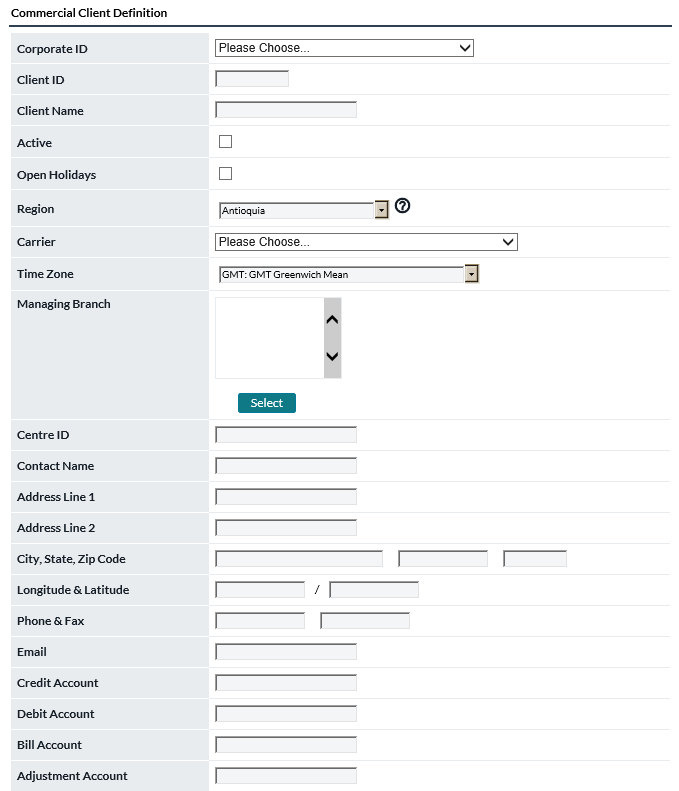 Commercial Client Definition
Corporate ID Please Choose...
Client ID
Client Name
Active
Open Holidays
Region Antioquia
Carrier Please Choose...
Time Zone GMT: GMT Greenwich Mean
Managing Branch
Select
Centre ID
Contact Name
Address Line 1
Address Line 2
City, State, Zip Code
Longitude & Latitude /
Phone & Fax
Email
Credit Account
Debit Account
Bill Account
Adjustment Account